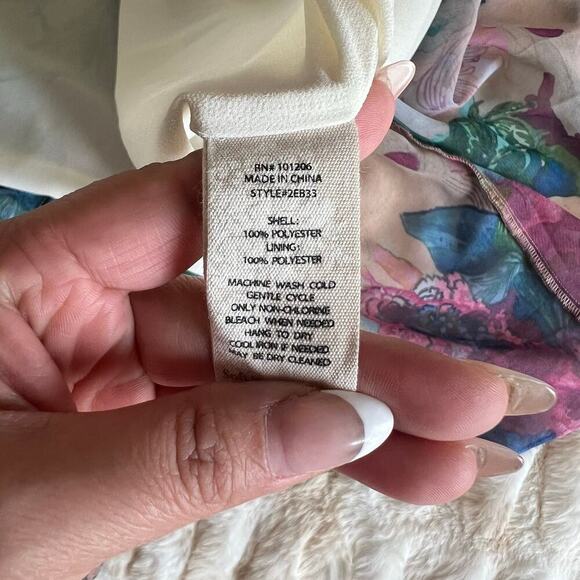 RN# 101206
MADE IN CHINA
STYLE#2EB33
SHELL:
100% POLYESTER
LINING:
100% POLYESTER
MACHINE WASH COLD
GENTLE CYCLE
ONLY NON-CHLORINE
BLEACH WHEN NEEDED
HANG TO DRY
COOL IRON IF NEEDED
MAY BE DRY CLEANED